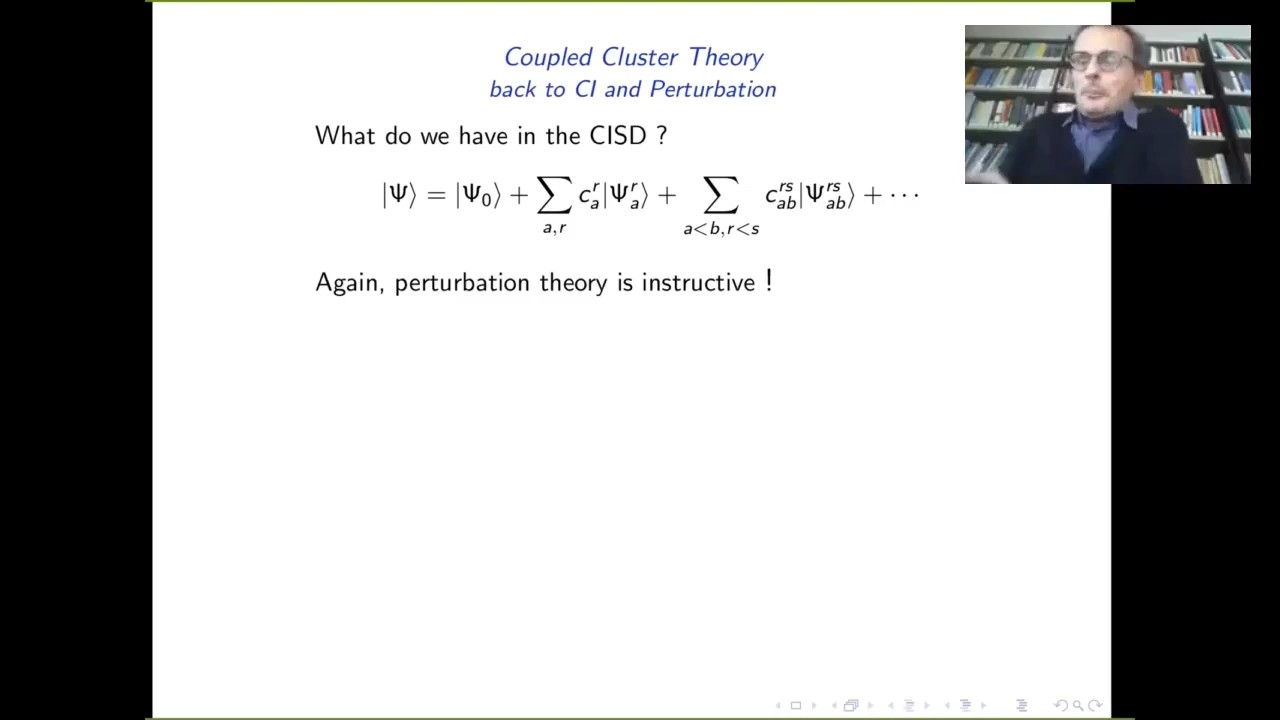 Coupled Cluster Theory
back to CI and Perturbation
What do we have in the CISD ?
|Ψ⟩ = |Ψ₀⟩ + ∑_{a,r} c_a^r|Ψ_a^r⟩ + ∑_{a<b,r<s} c_{ab}^{rs}|Ψ_{ab}^{rs}⟩ + ⋯
Again, perturbation theory is instructive !